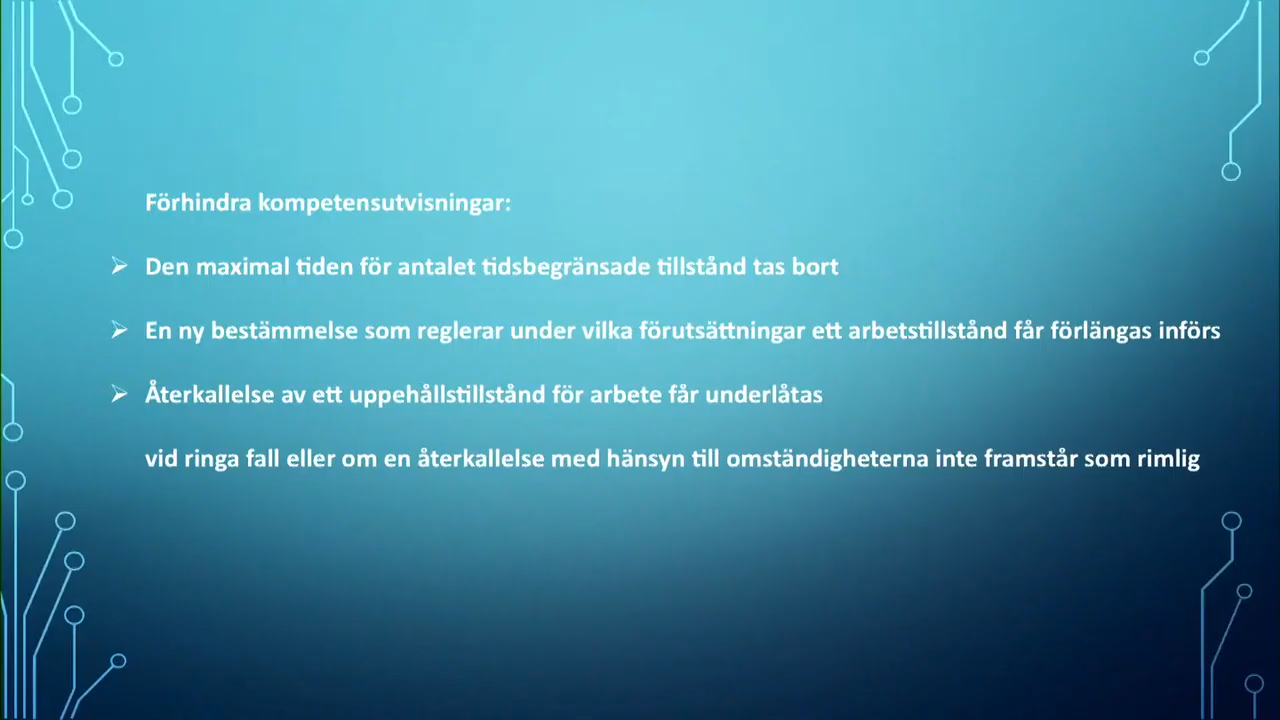 Förhindra kompetensutvisningar:
Den maximal tiden för antalet tidsbegränsade tillstånd tas bort
En ny bestämmelse som reglerar under vilka förutsättningar ett arbetstillstånd får förlängas införs
Återkallelse av ett uppehållstillstånd för arbete får underlåtas
vid ringa fall eller om en återkallelse med hänsyn till omständigheterna inte framstår som rimlig